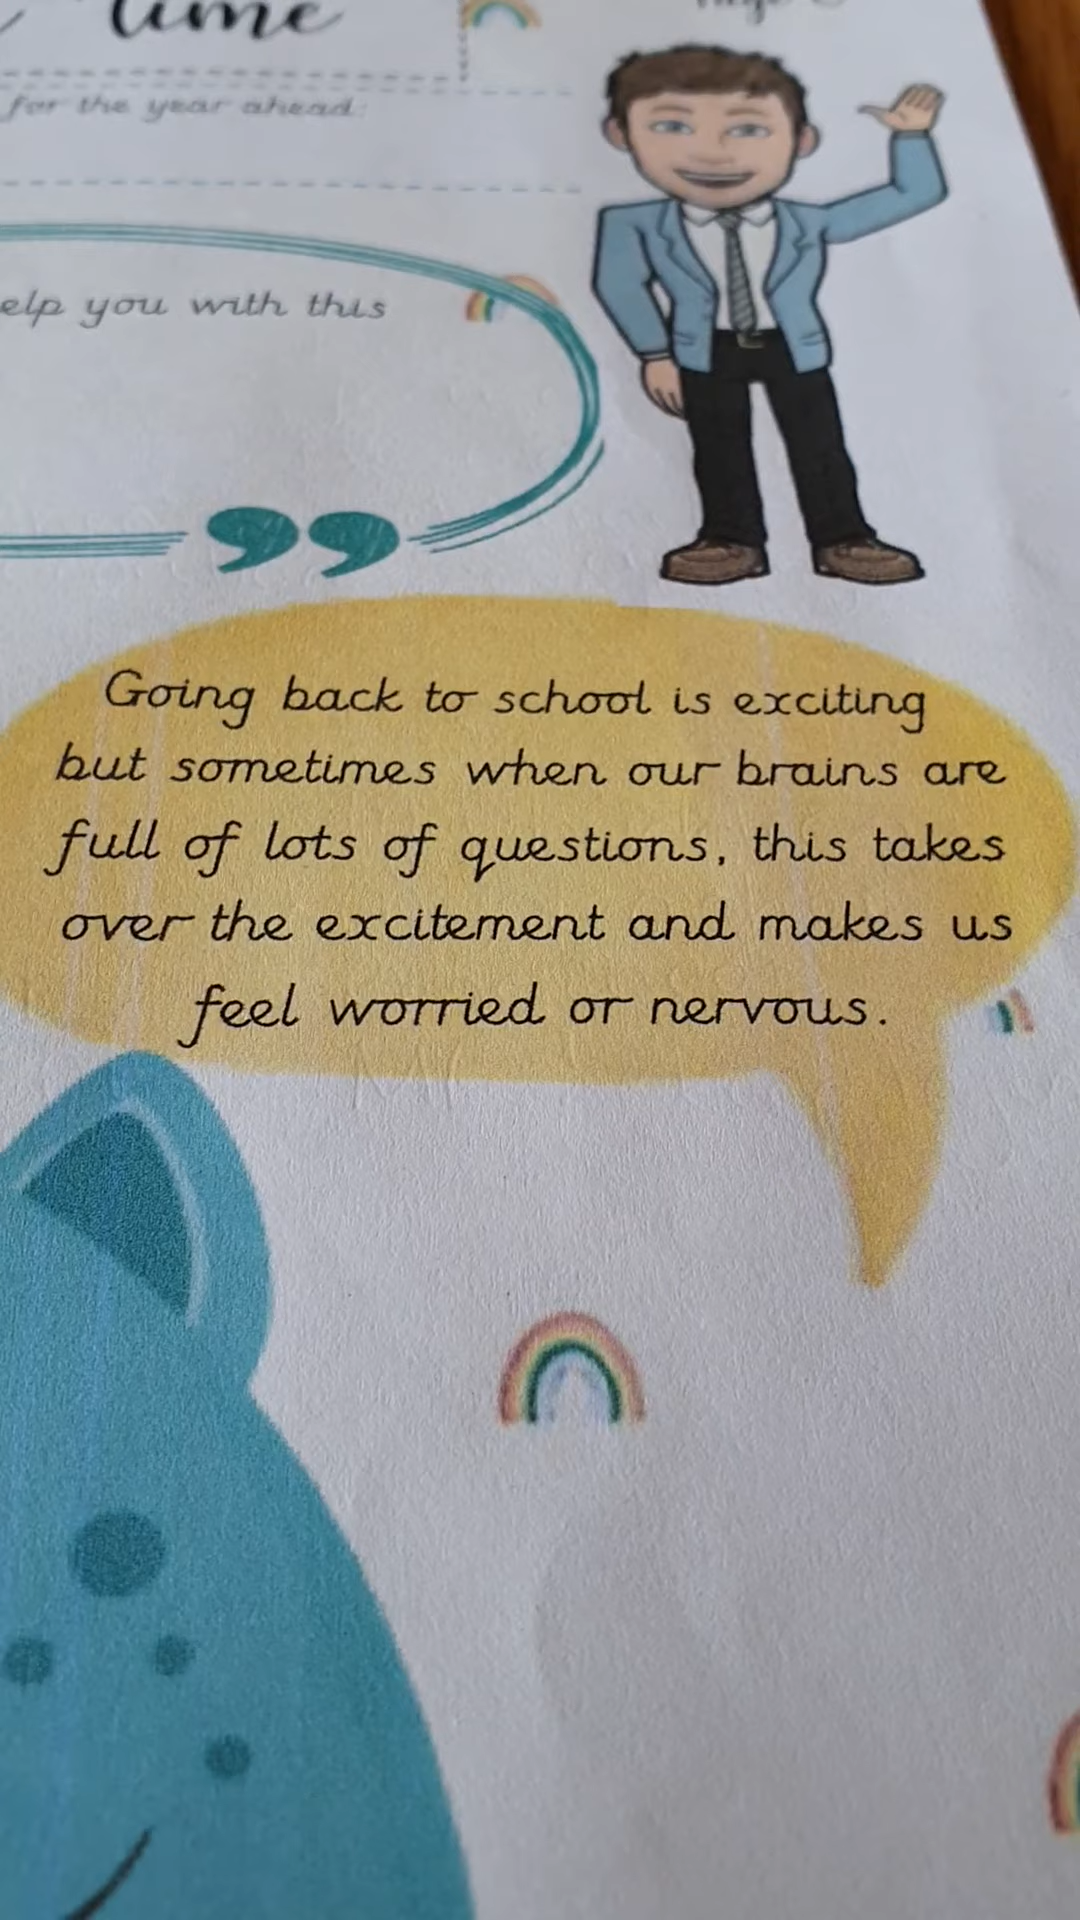 time
for the year ahead:
elp you with this
Going back to school is exciting
but sometimes when our brains are
full of lots of questions, this takes
over the excitement and makes us
feel worried or nervous.